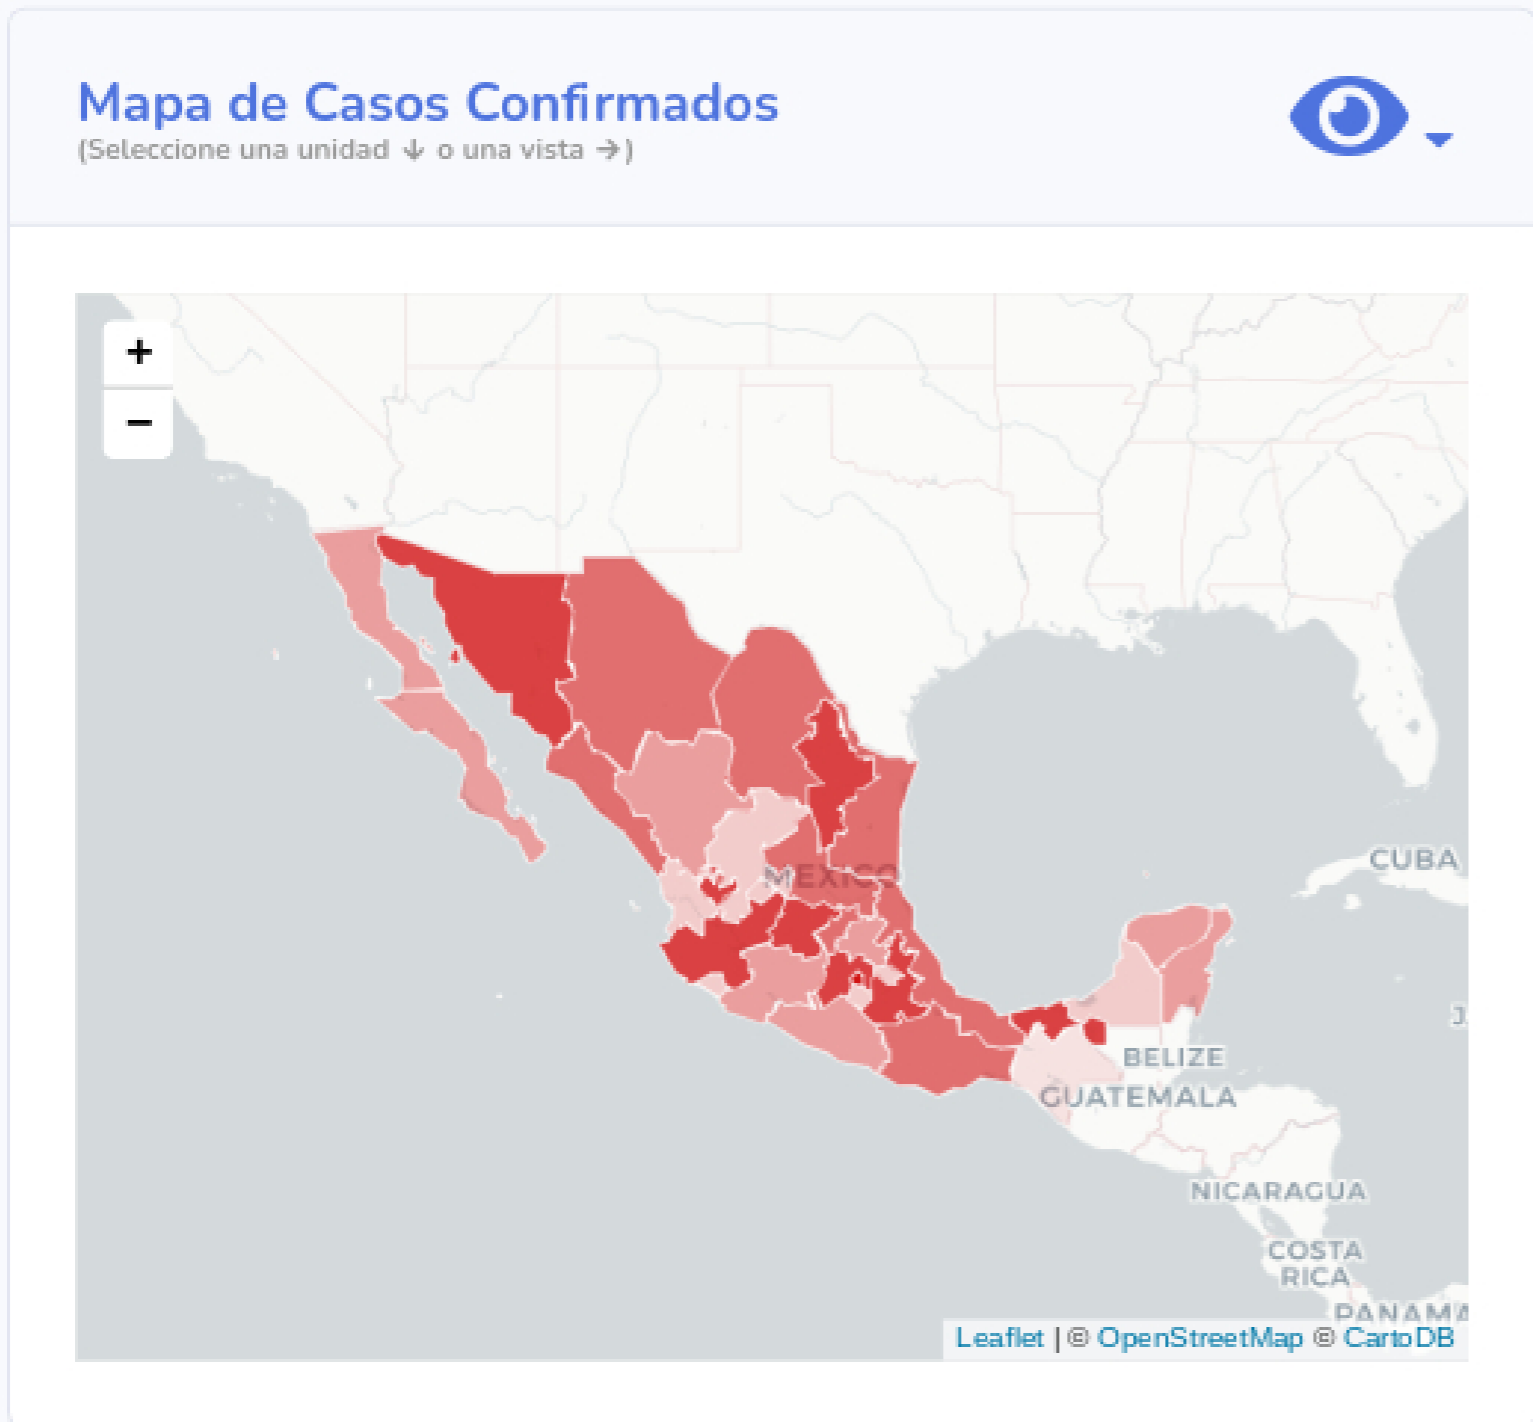 Mapa de Casos Confirmados
(Seleccione una unidad ↓ o una vista →)
+
−
MEXICO
CUBA
J
BELIZE
GUATEMALA
NICARAGUA
COSTA
RICA
PANAMA
Leaflet | © OpenStreetMap © CartoDB